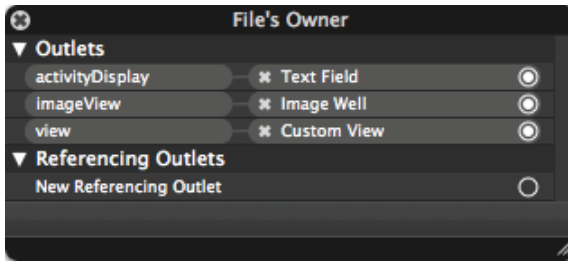 File's Owner
Outlets
activityDisplay Text Field
imageView Image Well
view Custom View
Referencing Outlets
New Referencing Outlet